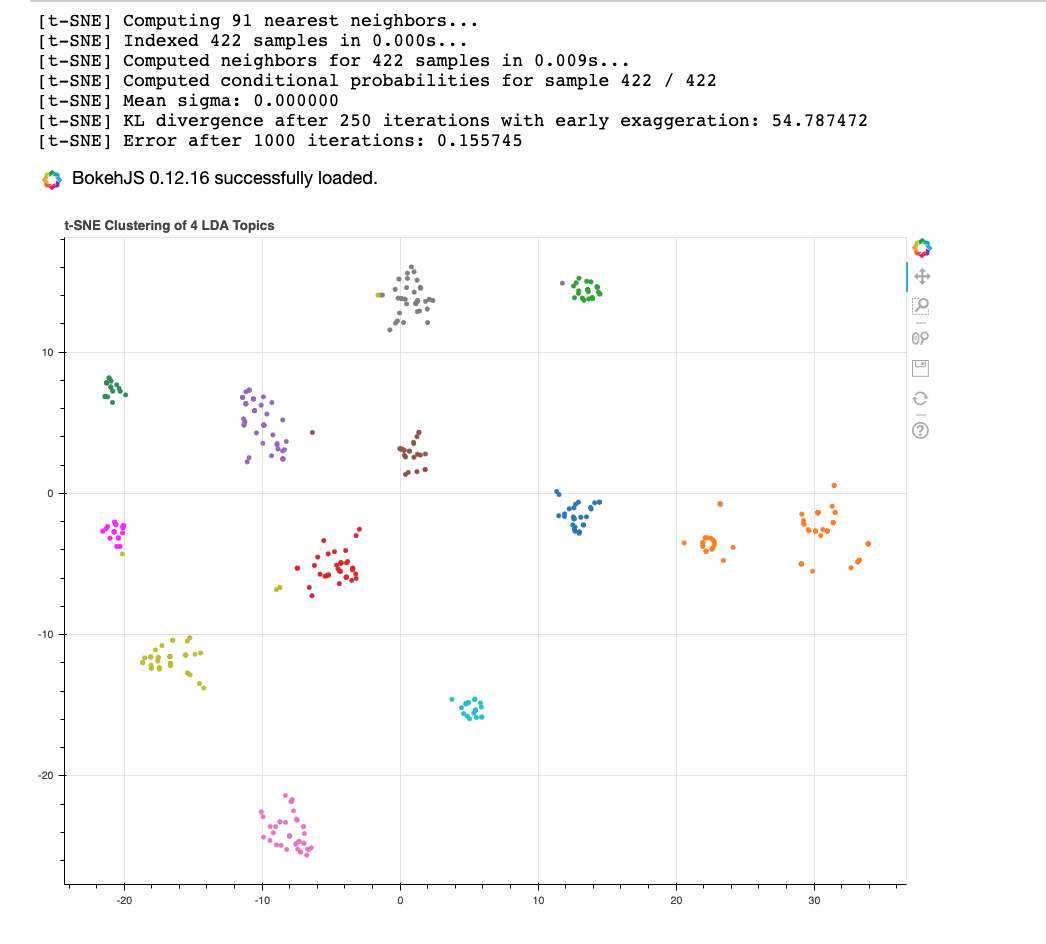 [t-SNE] Computing 91 nearest neighbors...
[t-SNE] Indexed 422 samples in 0.000s...
[t-SNE] Computed neighbors for 422 samples in 0.009s...
[t-SNE] Computed conditional probabilities for sample 422 / 422
[t-SNE] Mean sigma: 0.000000
[t-SNE] KL divergence after 250 iterations with early exaggeration: 54.787472
[t-SNE] Error after 1000 iterations: 0.155745
BokehJS 0.12.16 successfully loaded.
t-SNE Clustering of 4 LDA Topics
10
0
-10
-20
-20 -10 0 10 20 30